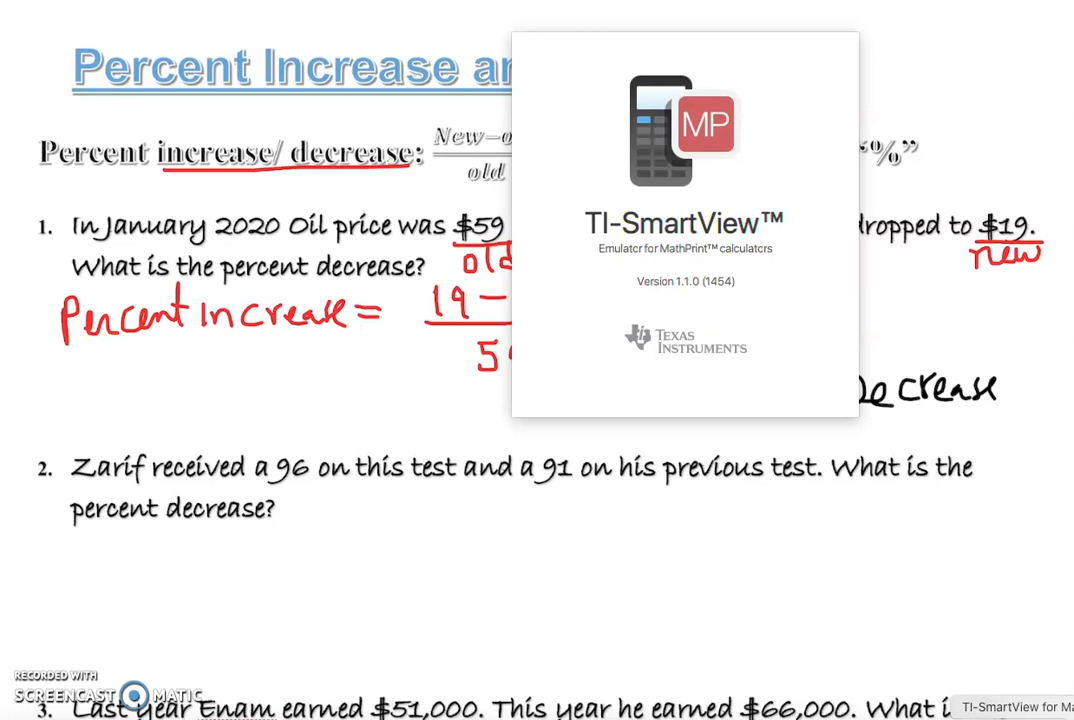 Percent Increase an
Percent increase/ decrease: New-o
old
"%"
MP
TI-SmartView™
Emulator for MathPrint™ calculators
Version 1.1.0 (1454)
TEXAS
INSTRUMENTS
1. In January 2020 Oil price was $59
dropped to $19.
What is the percent decrease?
old
new
Percent Increase = 19 -
5
Decrease
2. Zarif received a 96 on this test and a 91 on his previous test. What is the
percent decrease?
RECORDED WITH
SCREENCAST MATIC
3. Last year Enam earned $51,000. This year he earned $66,000. What i
TI-SmartView for Ma